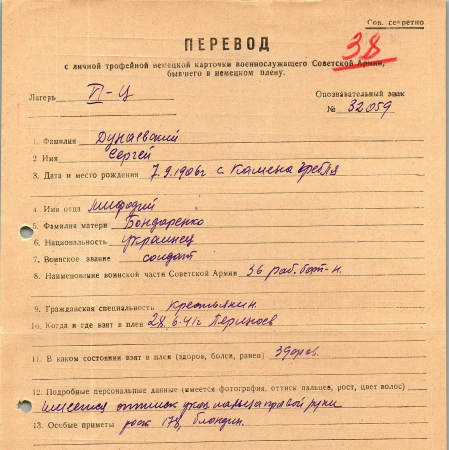 Сов. секретно
ПЕРЕВОД
38
с личной трофейной немецкой карточки военнослужащего Советской Армии,
бывшего в немецком плену.
Лагерь II-Ц
Опознавательный знак
№ 32059
1. Фамилия Дунаевский
2 Имя Сергей
3. Дата и место рождения 7.9.1906г с. Камена Гребля
4. Имя отца Мифодий
5. Фамилия матери Бондаренко
6. Национальность украинец
7. Воинское звание солдат
8. Наименование воинской части Советской Армии 36 раб. бат-н.
9. Гражданская специальность крестьянин
10. Когда и где взят в плен 28.6.41г
11. В каком состоянии взят в плен (здоров, болен, ранен) здоров.
12. Подробные персональные данные (имеется фотография, оттиск пальцев, рост, цвет волос)
имеется оттиск указ. пальца правой руки
13. Особые приметы рост 178, блондин.